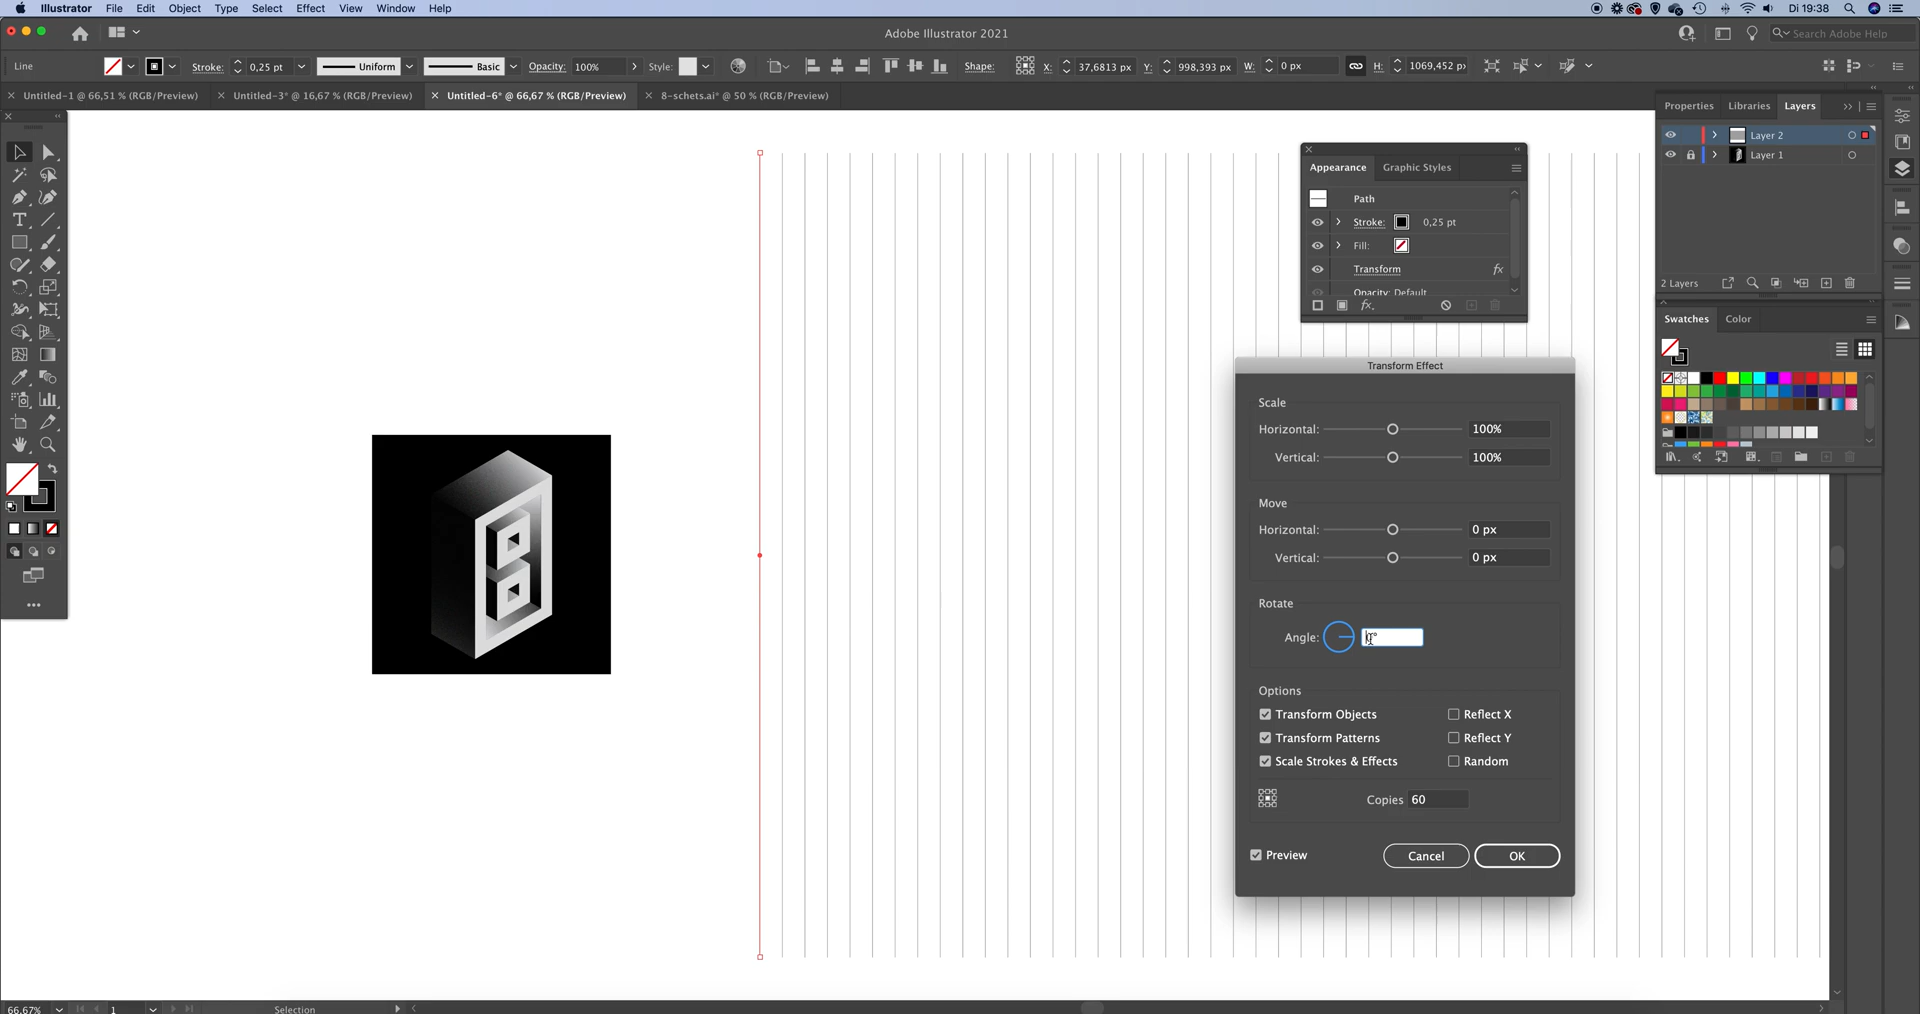 Illustrator File Edit Object Type Select Effect View Window Help Di 19:38
Adobe Illustrator 2021 Search Adobe Help
Line Stroke: 0,25 pt Uniform Basic Opacity: 100% Style: Shape: X: 37,6813 px Y: 998,393 px W: 0 px H: 1069,452 px
Untitled-1 @ 66,51 % (RGB/Preview) Untitled-3* @ 16,67 % (RGB/Preview) Untitled-6* @ 66,67 % (RGB/Preview) 8-schets.ai* @ 50 % (RGB/Preview)
Properties Libraries Layers
Layer 2
Layer 1
2 Layers
Swatches Color
Appearance Graphic Styles
Path
Stroke: 0,25 pt
Fill:
Transform fx
Opacity: Default
fx
Transform Effect
Scale
Horizontal: 100%
Vertical: 100%
Move
Horizontal: 0 px
Vertical: 0 px
Rotate
Angle: 0°
Options
Transform Objects Reflect X
Transform Patterns Reflect Y
Scale Strokes & Effects Random
Copies 60
Preview Cancel OK
66,67% 1 Selection